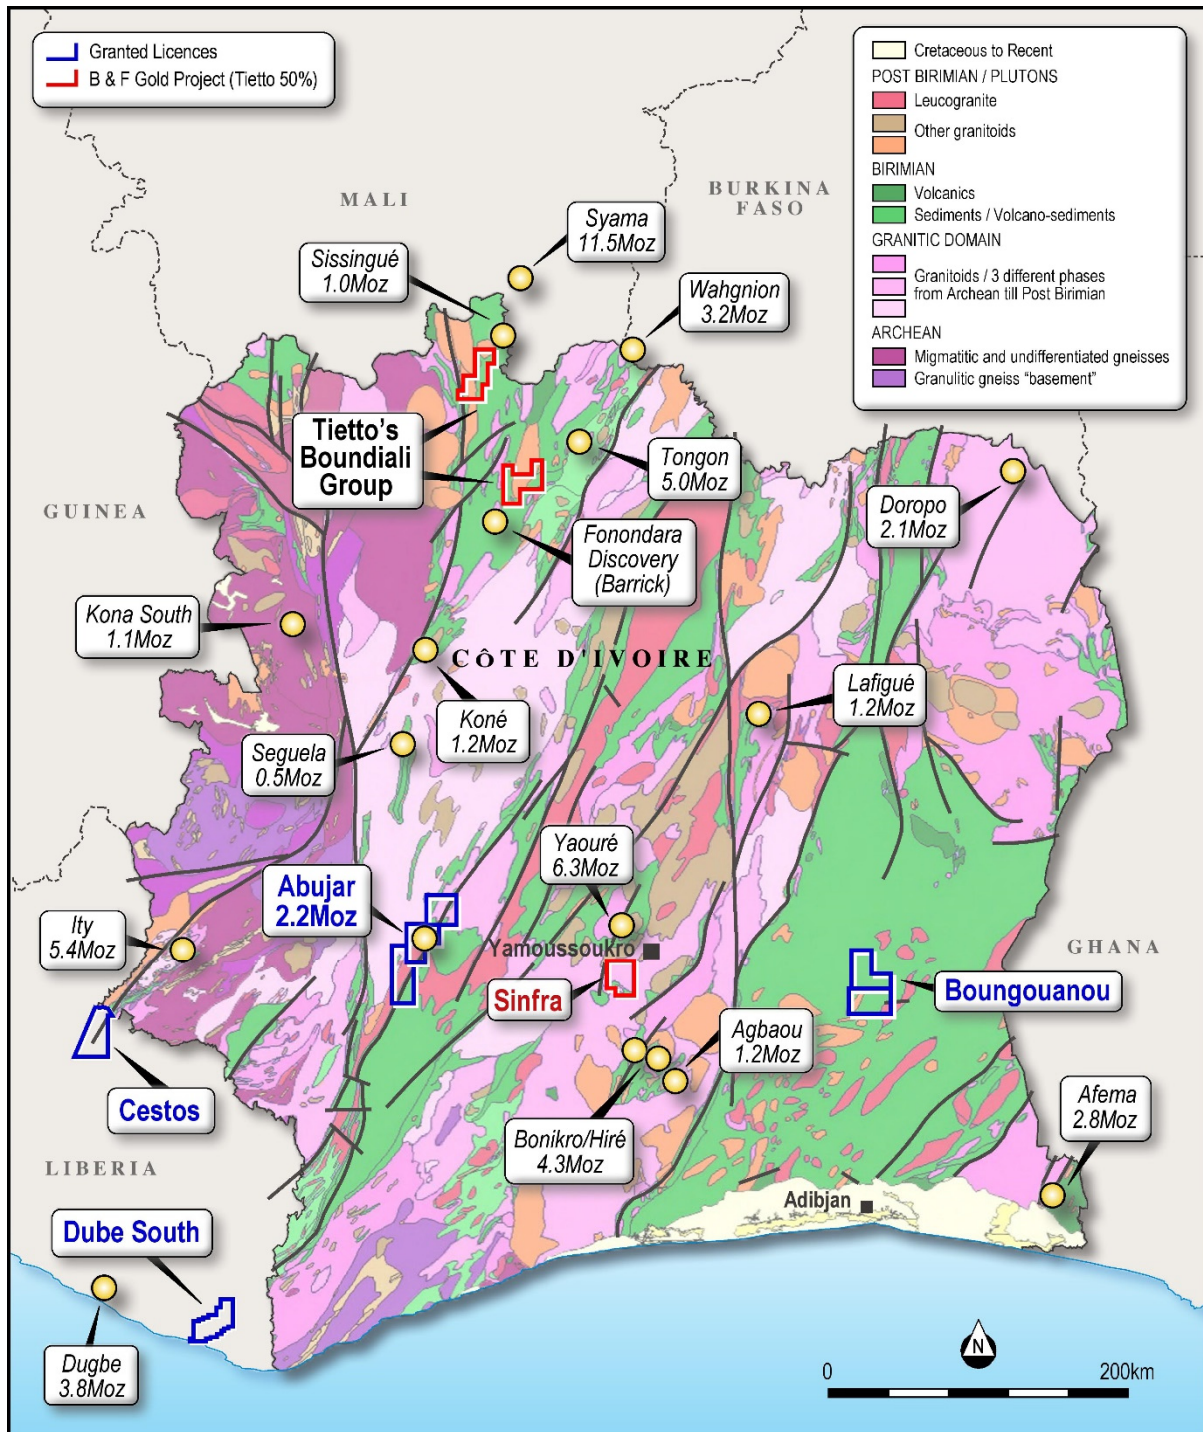 Granted Licences
B & F Gold Project (Tietto 50%)
Cretaceous to Recent
POST BIRIMIAN / PLUTONS
Leucogranite
Other granitoids
BIRIMIAN
Volcanics
Sediments / Volcano-sediments
GRANITIC DOMAIN
Granitoids / 3 different phases
from Archean till Post Birimian
ARCHEAN
Migmatitic and undifferentiated gneisses
Granulitic gneiss “basement”
MALI
BURKINA
FASO
Syama
11.5Moz
Sissingué
1.0Moz
Wahgnion
3.2Moz
Tietto's
Boundiali
Group
Tongon
5.0Moz
Doropo
2.1Moz
GUINEA
Fonondara
Discovery
(Barrick)
Kona South
1.1Moz
CÔTE D'IVOIRE
Koné
1.2Moz
Lafigué
1.2Moz
Seguela
0.5Moz
Yaouré
6.3Moz
Abujar
2.2Moz
Ity
5.4Moz
Yamoussoukro
GHANA
Sinfra
Boungouanou
Agbaou
1.2Moz
Cestos
Bonikro/Hiré
4.3Moz
Afema
2.8Moz
LIBERIA
Adibjan
Dube South
Dugbe
3.8Moz
N
0
200km